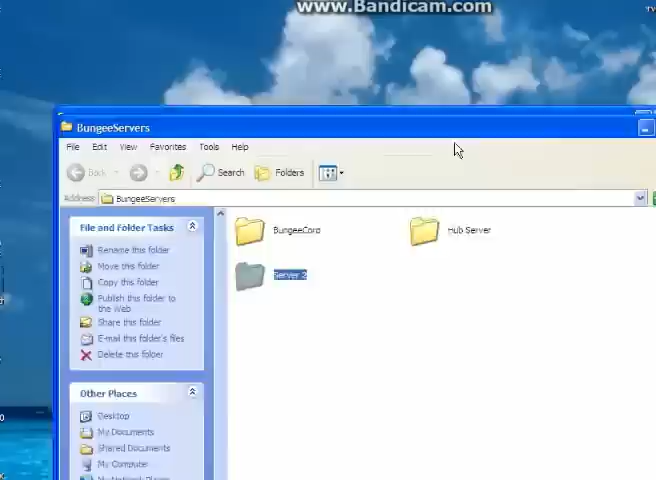 www.Bandicam.com
BungeeServers
File Edit View Favorites Tools Help
Back Search Folders
Address BungeeServers
File and Folder Tasks
Rename this folder
Move this folder
Copy this folder
Publish this folder to
the Web
Share this folder
E-mail this folder's files
Delete this folder
Other Places
Desktop
My Documents
Shared Documents
My Computer
My Network Places
BungeeCord
Hub Server
Server 2